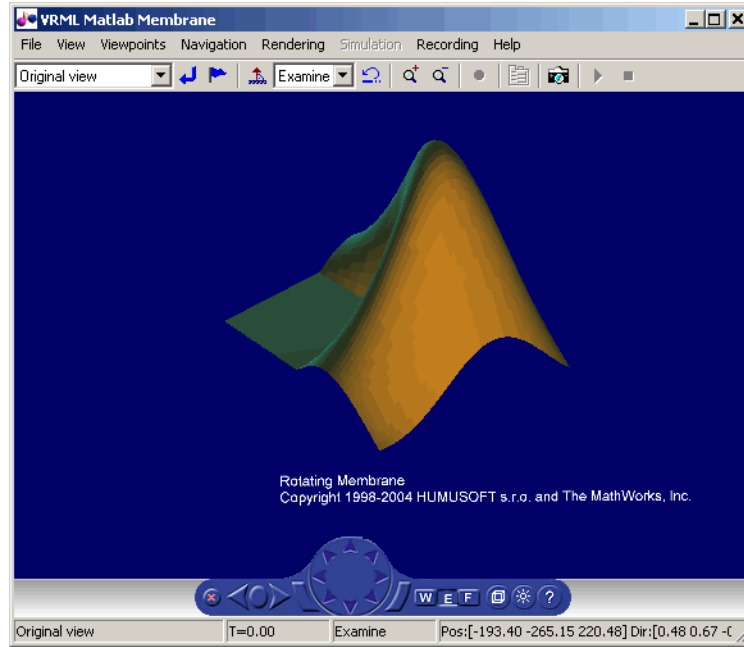 VRML Matlab Membrane
File View Viewpoints Navigation Rendering Simulation Recording Help
Original view Examine
Rotating Membrane
Copyright 1998-2004 HUMUSOFT s.r.o. and The MathWorks, Inc.
W E F ?
Original view T=0.00 Examine Pos:[-193.40 -265.15 220.48] Dir:[0.48 0.67 -0